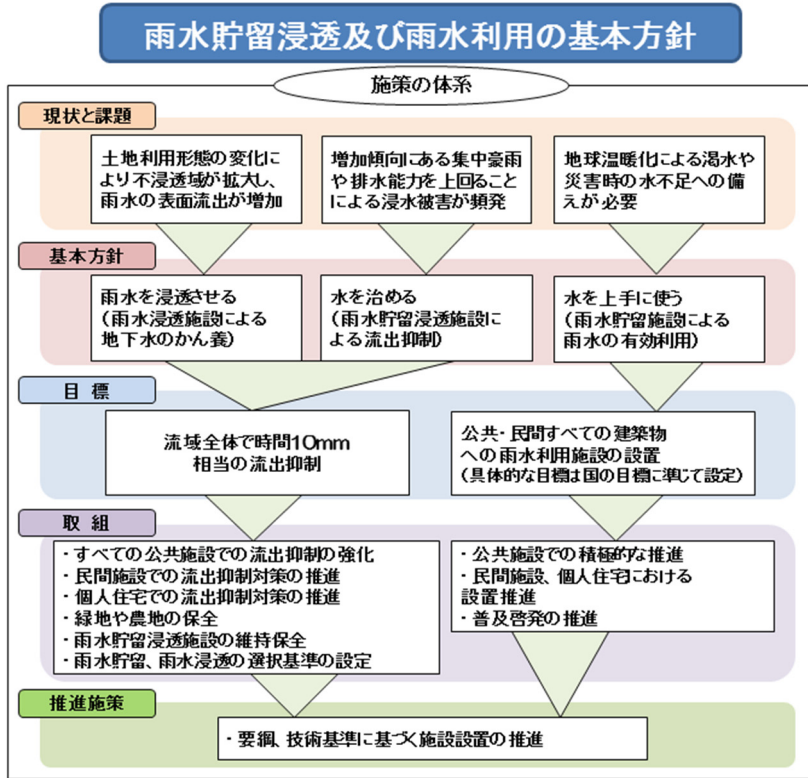 雨水貯留浸透及び雨水利用の基本方針
施策の体系
現状と課題
土地利用形態の変化に
より不浸透域が拡大し、
雨水の表面流出が増加
増加傾向にある集中豪雨
や排水能力を上回ること
による浸水被害が頻発
地球温暖化による渇水や
災害時の水不足への備
えが必要
基本方針
雨水を浸透させる
(雨水浸透施設による
地下水のかん養)
水を治める
(雨水貯留浸透施設に
よる流出抑制)
水を上手に使う
(雨水貯留施設による
雨水の有効利用)
目 標
流域全体で時間10mm
相当の流出抑制
公共・民間すべての建築物
への雨水利用施設の設置
(具体的な目標は国の目標に準じて設定)
取 組
・すべての公共施設での流出抑制の強化
・民間施設での流出抑制対策の推進
・個人住宅での流出抑制対策の推進
・緑地や農地の保全
・雨水貯留浸透施設の維持保全
・雨水貯留、雨水浸透の選択基準の設定
・公共施設での積極的な推進
・民間施設、個人住宅における
設置推進
・普及啓発の推進
推進施策
・要綱、技術基準に基づく施設設置の推進